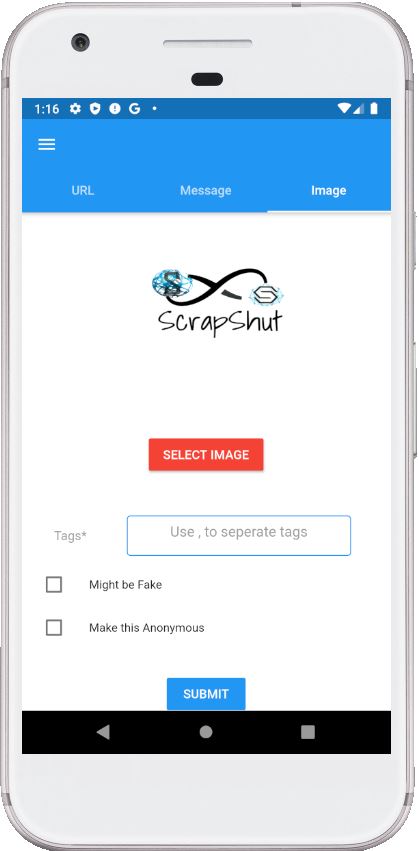 1:16
URL Message Image
ScrapShut
SELECT IMAGE
Tags* Use , to seperate tags
Might be Fake
Make this Anonymous
SUBMIT